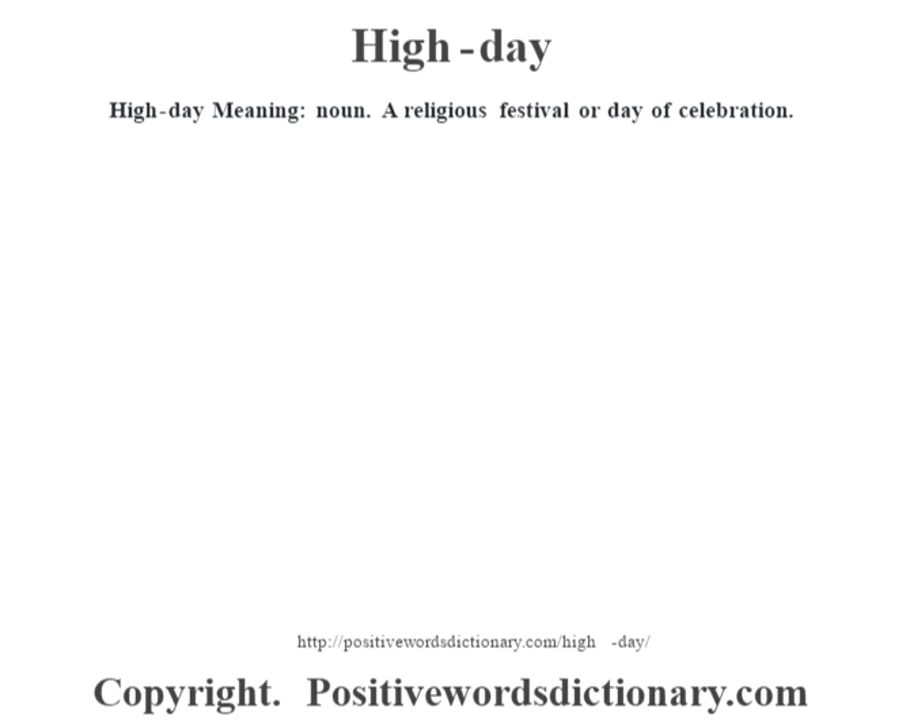 High-day
High-day Meaning: noun. A religious festival or day of celebration.
http://positivewordsdictionary.com/high -day/
Copyright. Positivewordsdictionary.com